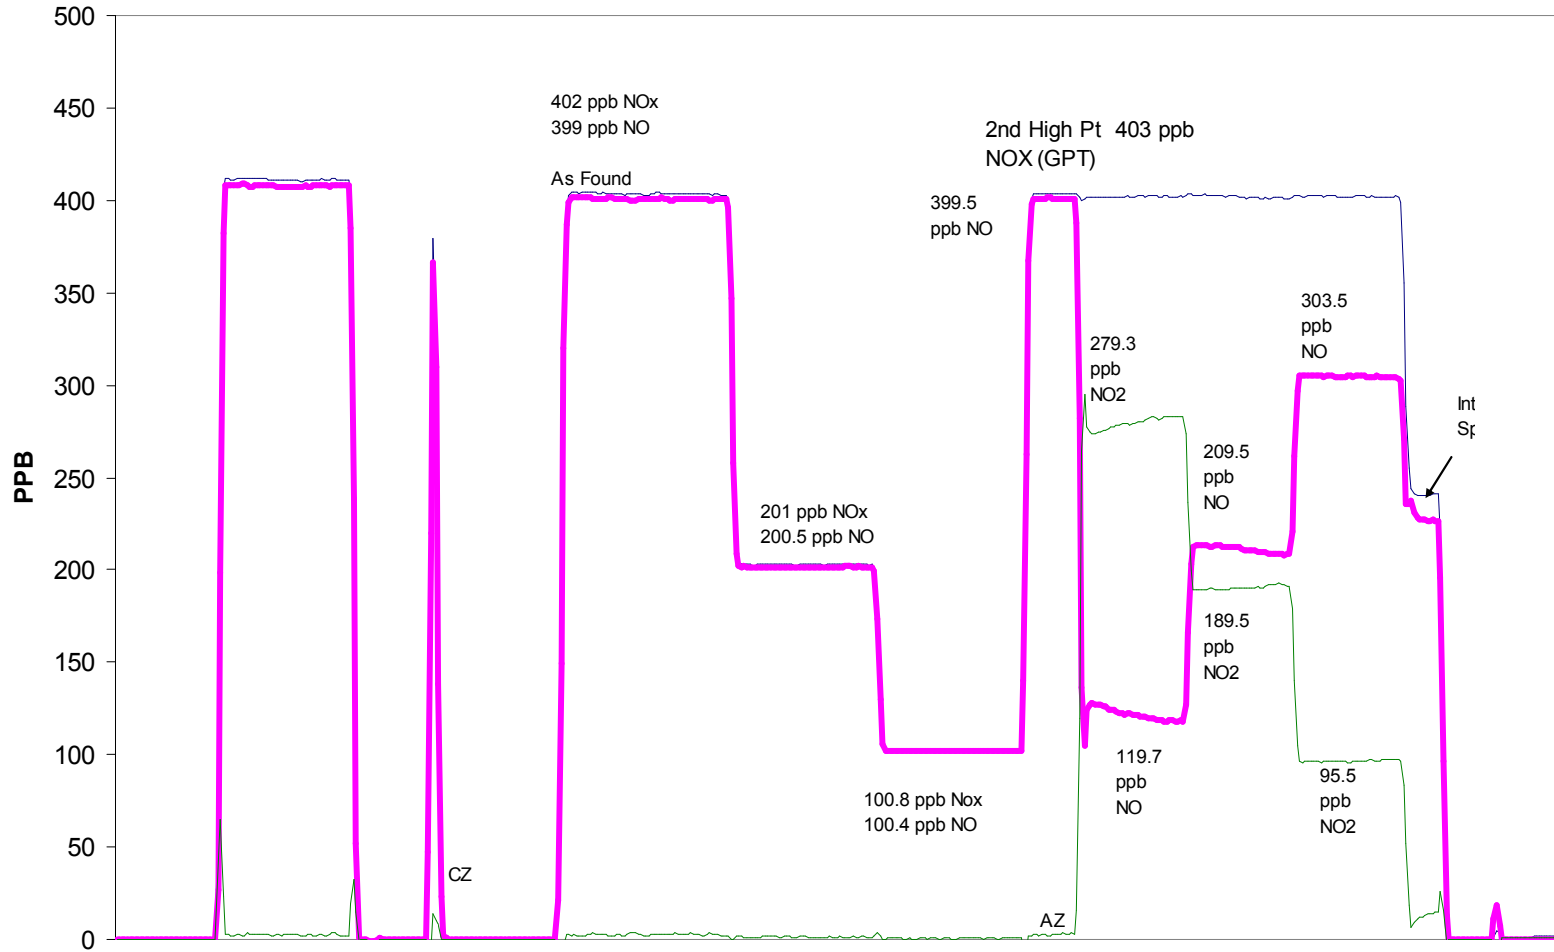 500
450
400
350
300
250
200
150
100
50
0
PPB
402 ppb NOx
399 ppb NO
As Found
2nd High Pt 403 ppb
NOX (GPT)
399.5
ppb NO
279.3
ppb
NO2
303.5
ppb
NO
Int
Sp
209.5
ppb
NO
201 ppb NOx
200.5 ppb NO
189.5
ppb
NO2
119.7
ppb
NO
95.5
ppb
NO2
100.8 ppb Nox
100.4 ppb NO
CZ
AZ